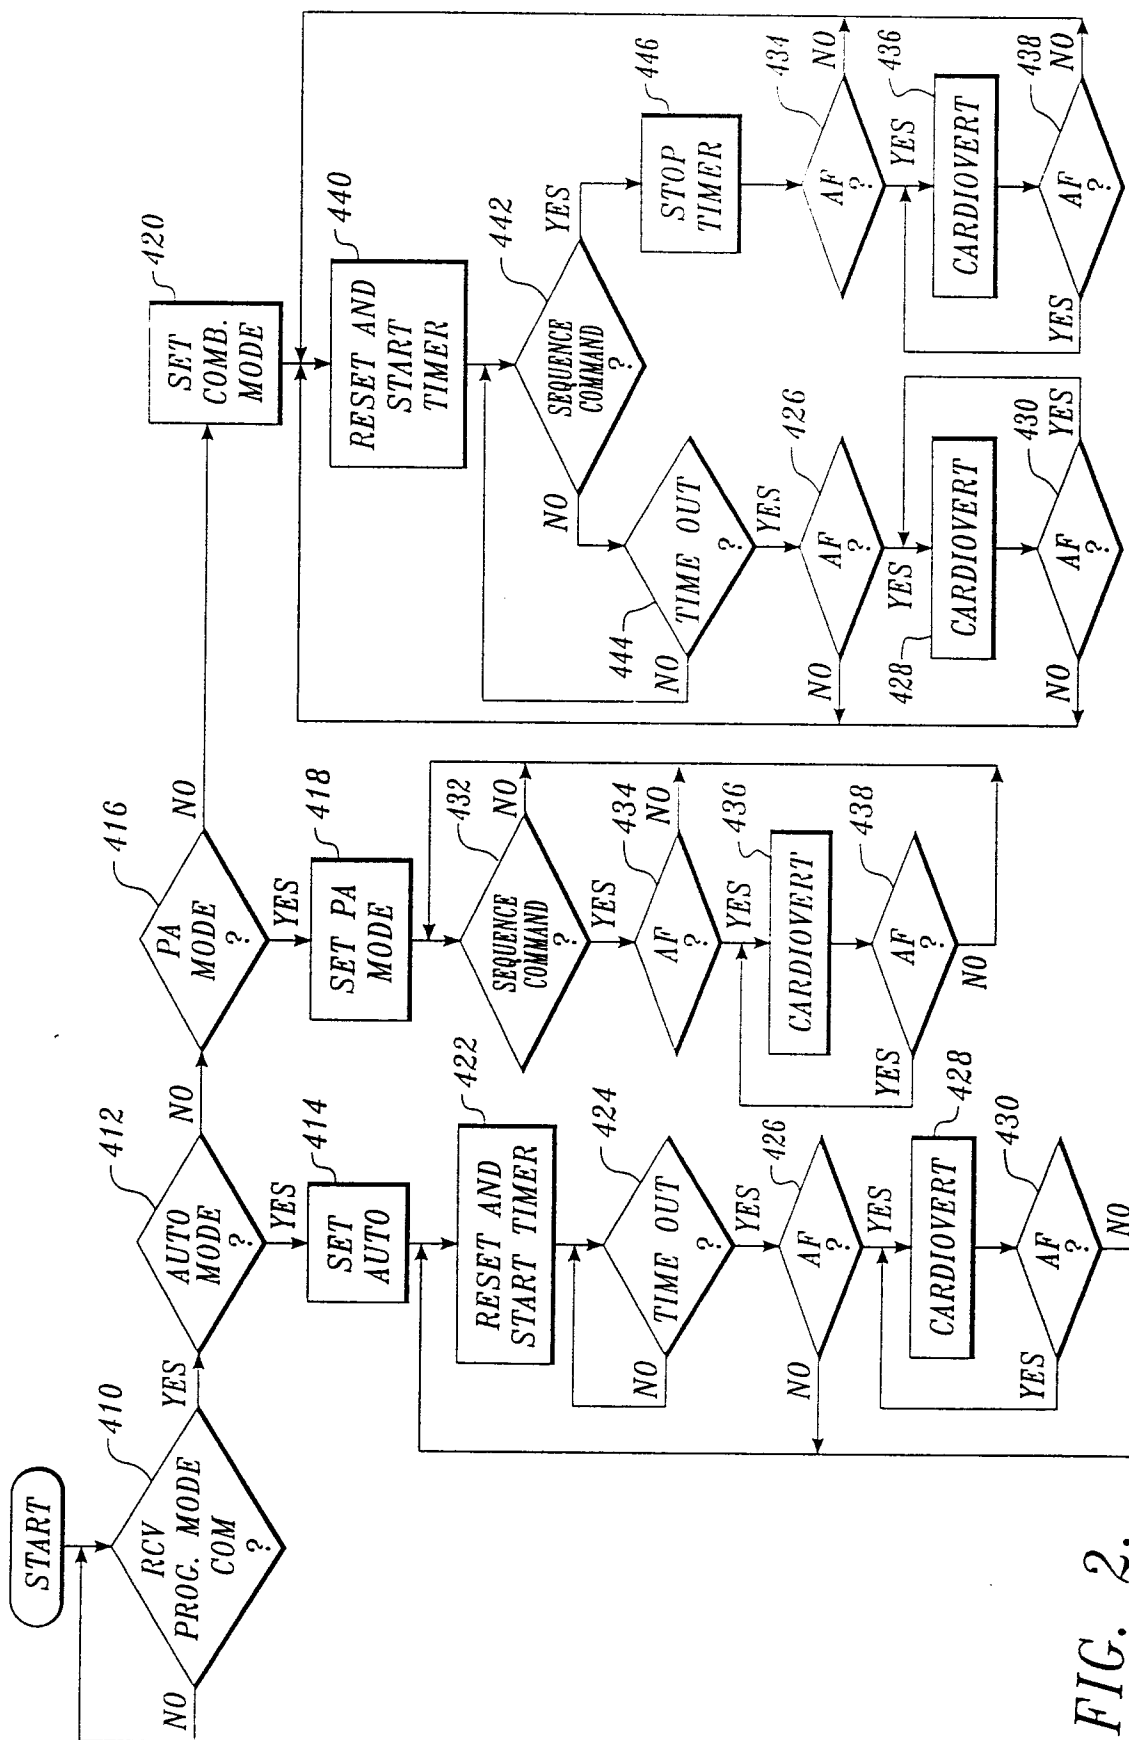 START
410
RCV
PROG. MODE
COM
?
NO
YES
412
AUTO
MODE
?
NO
YES
416
PA
MODE
?
NO
YES
414
SET
AUTO
418
SET PA
MODE
420
SET
COMB.
MODE
422
RESET AND
START TIMER
424
TIME OUT
?
NO
YES
426
AF
?
NO
YES
428
CARDIOVERT
430
AF
?
YES
NO
432
SEQUENCE
COMMAND
?
NO
YES
434
AF
?
NO
YES
436
CARDIOVERT
438
AF
?
YES
NO
440
RESET AND
START
TIMER
442
SEQUENCE
COMMAND
?
NO
YES
444
TIME OUT
?
NO
YES
426
AF
?
NO
YES
428
CARDIOVERT
430
AF
?
NO
YES
446
STOP
TIMER
434
AF
?
NO
YES
436
CARDIOVERT
438
AF
?
YES
NO
FIG. 2.